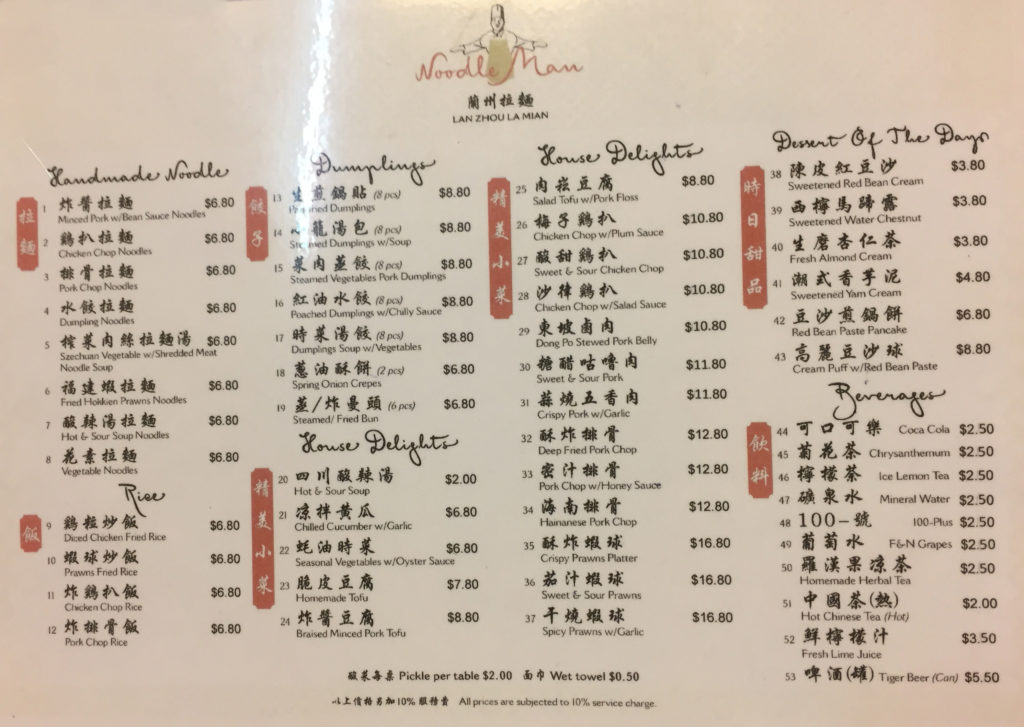 Noodle Man
蘭州拉麵
LAN ZHOU LA MIAN
Handmade Noodle
拉麵
1 炸醬拉麵 $6.80
Minced Pork w/Bean Sauce Noodles
2 鷄扒拉麵 $6.80
Chicken Chop Noodles
3 排骨拉麵 $6.80
Pork Chop Noodles
4 水餃拉麵 $6.80
Dumpling Noodles
5 榨菜肉絲拉麵湯 $6.80
Szechuan Vegetable w/Shredded Meat
Noodle Soup
6 福建蝦拉麵 $6.80
Fried Hokkien Prawns Noodles
7 酸辣湯拉麵 $6.80
Hot & Sour Soup Noodles
8 花素拉麵 $6.80
Vegetable Noodles
Rice
飯
9 鷄粒炒飯 $6.80
Diced Chicken Fried Rice
10 蝦球炒飯 $6.80
Prawns Fried Rice
11 炸鷄扒飯 $6.80
Chicken Chop Rice
12 炸排骨飯 $6.80
Pork Chop Rice
Dumplings
餃子
13 生煎鍋貼 (8 pcs) $8.80
Dumplings
14 籠湯包 (8 pcs) $8.80
Dumplings w/Soup
15 菜肉蒸餃 (8 pcs) $8.80
Steamed Vegetables Pork Dumplings
16 紅油水餃 (8 pcs) $8.80
Poached Dumplings w/Chilly Sauce
17 時菜湯餃 (8 pcs) $8.80
Dumplings Soup w/Vegetables
18 蔥油酥餅 (2 pcs) $6.80
Spring Onion Crepes
19 蒸/炸曼頭 (6 pcs) $6.80
Steamed/ Fried Bun
House Delights
精美小菜
20 四川酸辣湯 $2.00
Hot & Sour Soup
21 凉拌黃瓜 $6.80
Chilled Cucumber w/Garlic
22 蚝油時菜 $6.80
Seasonal Vegetables w/Oyster Sauce
23 脆皮豆腐 $7.80
Homemade Tofu
24 炸醬豆腐 $8.80
Braised Minced Pork Tofu
House Delights
精美小菜
25 肉崧豆腐 $8.80
Salad Tofu w/Pork Floss
26 梅子鷄扒 $10.80
Chicken Chop w/Plum Sauce
27 酸甜鷄扒 $10.80
Sweet & Sour Chicken Chop
28 沙律鷄扒 $10.80
Chicken Chop w/Salad Sauce
29 東坡鹵肉 $10.80
Dong Po Stewed Pork Belly
30 糖醋咕嚕肉 $11.80
Sweet & Sour Pork
31 蒜燒五香肉 $11.80
Crispy Pork w/Garlic
32 酥炸排骨 $12.80
Deep Fried Pork Chop
33 密汁排骨 $12.80
Pork Chop w/Honey Sauce
34 海南排骨 $12.80
Hainanese Pork Chop
35 酥炸蝦球 $16.80
Crispy Prawns Platter
36 茄汁蝦球 $16.80
Sweet & Sour Prawns
37 干燒蝦球 $16.80
Spicy Prawns w/Garlic
Dessert Of The Days
時日甜品
38 陳皮紅豆沙 $3.80
Sweetened Red Bean Cream
39 西檸馬蹄露 $3.80
Sweetened Water Chestnut
40 生磨杏仁茶 $3.80
Fresh Almond Cream
41 潮式香芋泥 $4.80
Sweetened Yam Cream
42 豆沙煎鍋餅 $6.80
Red Bean Paste Pancake
43 高麗豆沙球 $8.80
Cream Puff w/Red Bean Paste
Beverages
飲料
44 可口可樂 Coca Cola $2.50
45 菊花茶 Chrysanthemum $2.50
46 檸檬茶 Ice Lemon Tea $2.50
47 礦泉水 Mineral Water $2.50
48 100-號 100-Plus $2.50
49 葡萄水 F&N Grapes $2.50
50 羅漢果凉茶 $2.50
Homemade Herbal Tea
51 中國茶(熱) $2.00
Hot Chinese Tea (Hot)
52 鮮檸檬汁 $3.50
Fresh Lime Juice
53 啤酒(罐) Tiger Beer (Can) $5.50
酸菜每桌 Pickle per table $2.00 面巾 Wet towel $0.50
以上價格另加10% 服務費 All prices are subjected to 10% service charge.